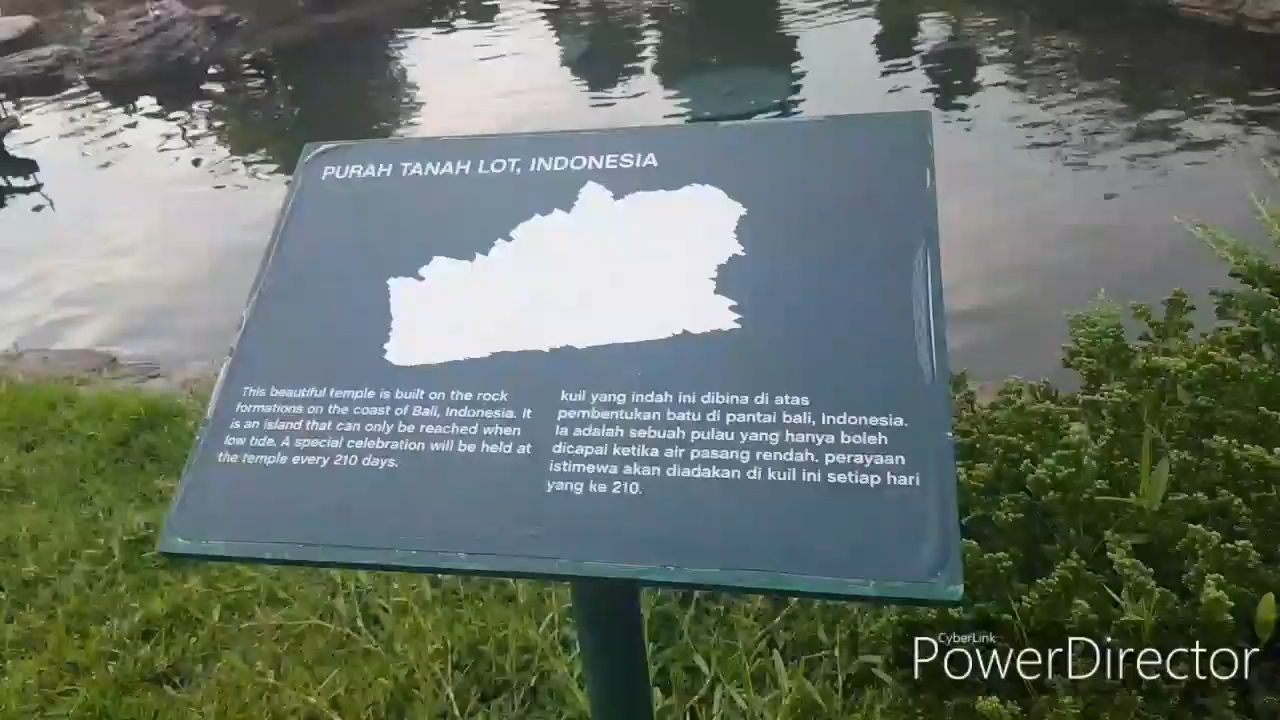 PURAH TANAH LOT, INDONESIA
This beautiful temple is built on the rock
formations on the coast of Bali, Indonesia. It
is an island that can only be reached when
low tide. A special celebration will be held at
the temple every 210 days.
kuil yang indah ini dibina di atas
pembentukan batu di pantai bali, Indonesia.
Ia adalah sebuah pulau yang hanya boleh
dicapai ketika air pasang rendah. perayaan
istimewa akan diadakan di kuil ini setiap hari
yang ke 210.
CyberLink
PowerDirector